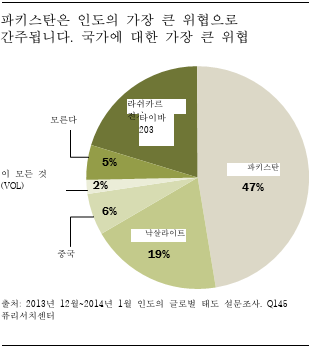 파키스탄은 인도의 가장 큰 위협으로
간주됩니다. 국가에 대한 가장 큰 위협
라쉬카르
타이바
203
모른다
5%
이 모든 것
(VOL)
2%
6%
중국
낙살라이트
19%
파키스탄
47%
출처: 2013년 12월~2014년 1월 인도의 글로벌 태도 설문조사. Q145
퓨리서치센터